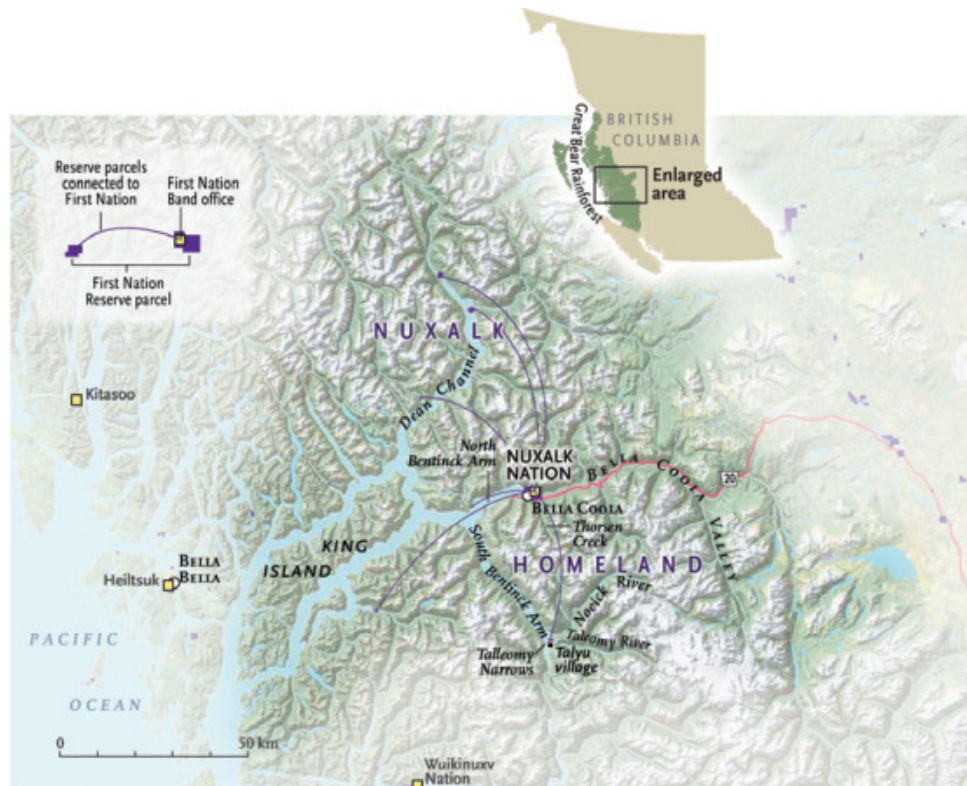 BRITISH
COLUMBIA
Great Bear Rainforest
Enlarged
area
Reserve parcels
connected to
First Nation
First Nation
Band office
First Nation
Reserve parcel
NUXALK
Dean Channel
Kitasoo
North
Bentinck Arm
NUXALK
NATION
BELLA COOLA
VALLEY
20
BELLA COOLA
Thorsen
Creek
KING
ISLAND
South Bentinck Arm
HOMELAND
BELLA
BELLA
Heiltsuk
Noeick River
Taleomy River
PACIFIC
OCEAN
Talleomy
Narrows
Talyu
village
0 50 km
Wuikinuxv
Nation